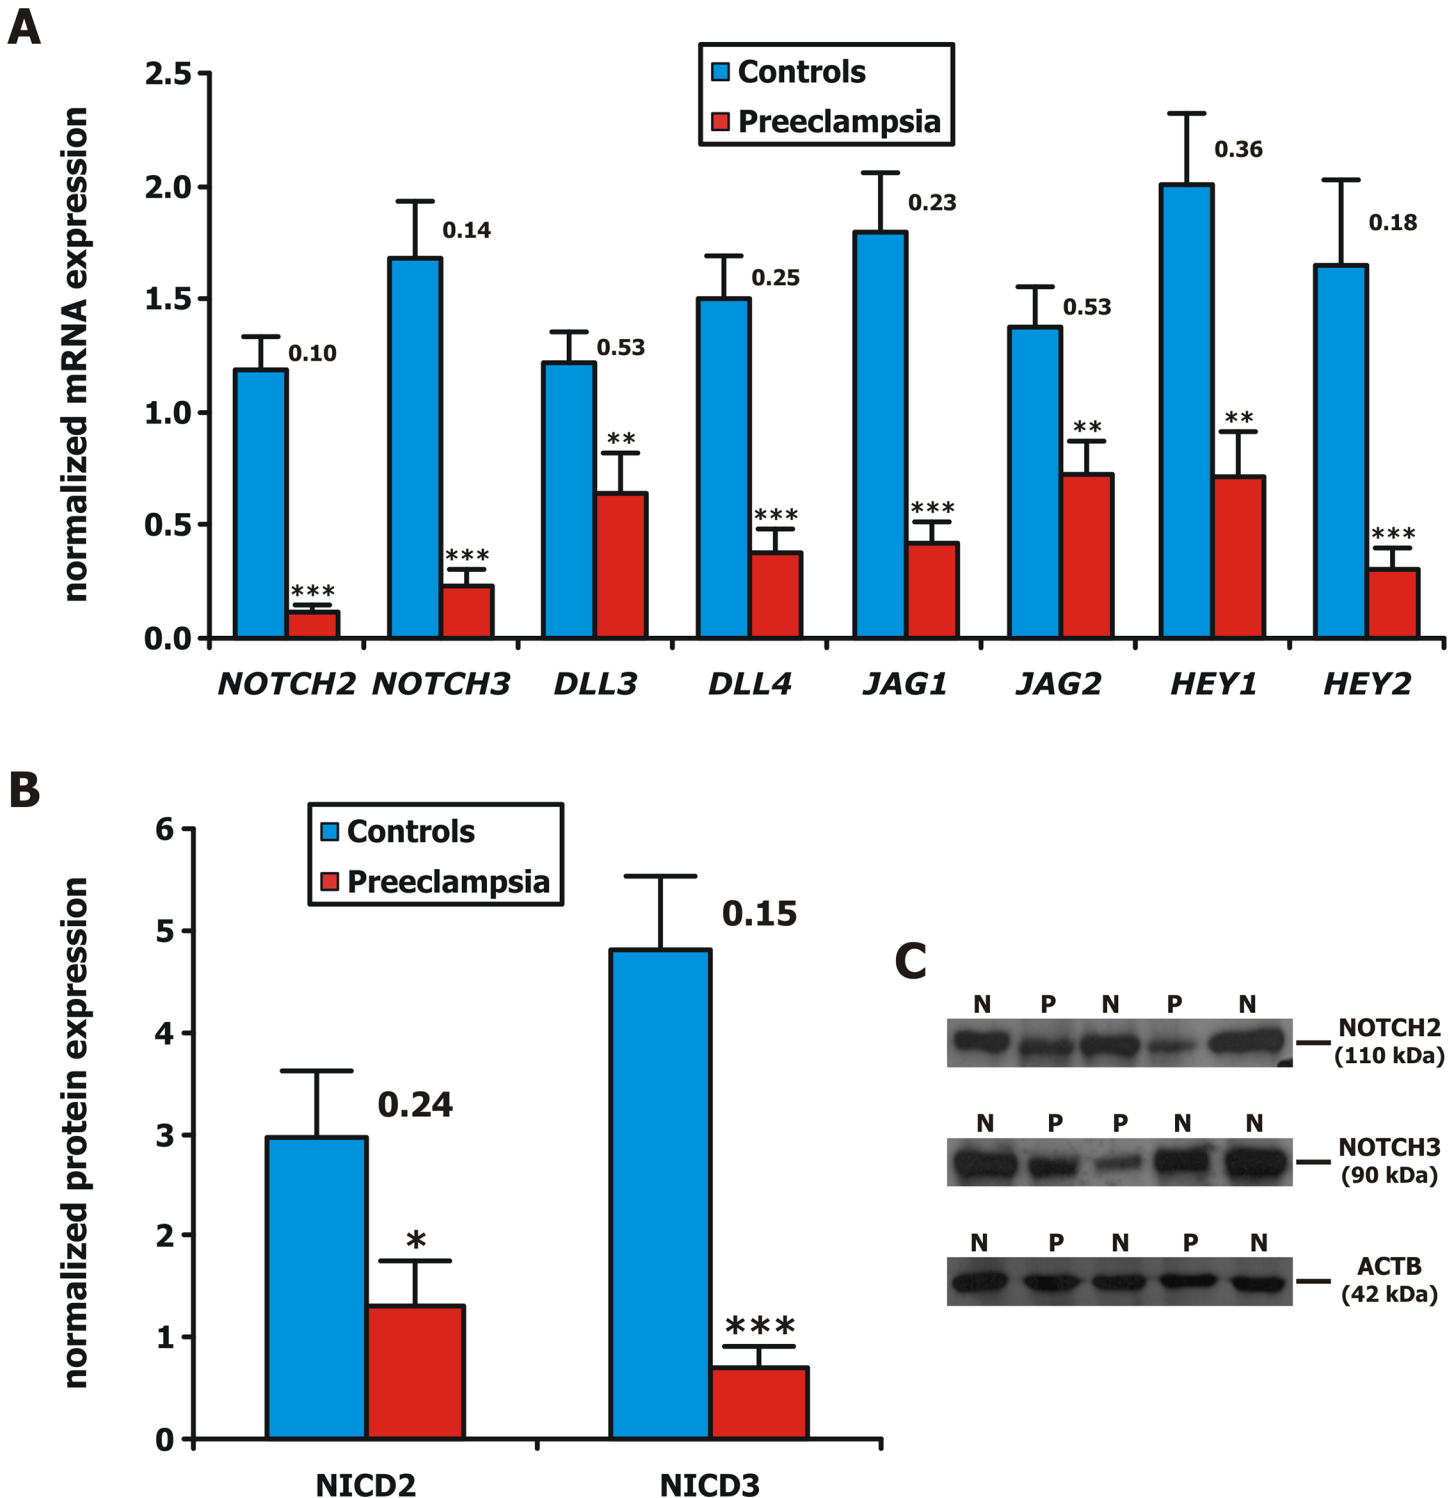 A
Controls
Preeclampsia
normalized mRNA expression
2.5
2.0
1.5
1.0
0.5
0.0
0.10
***
0.14
***
0.53
**
0.25
***
0.23
***
0.53
**
0.36
**
0.18
***
NOTCH2 NOTCH3 DLL3 DLL4 JAG1 JAG2 HEY1 HEY2
B
Controls
Preeclampsia
normalized protein expression
6
5
4
3
2
1
0
0.24
*
0.15
***
NICD2 NICD3
C
N P N P N
NOTCH2
(110 kDa)
N P P N N
NOTCH3
(90 kDa)
N P N P N
ACTB
(42 kDa)